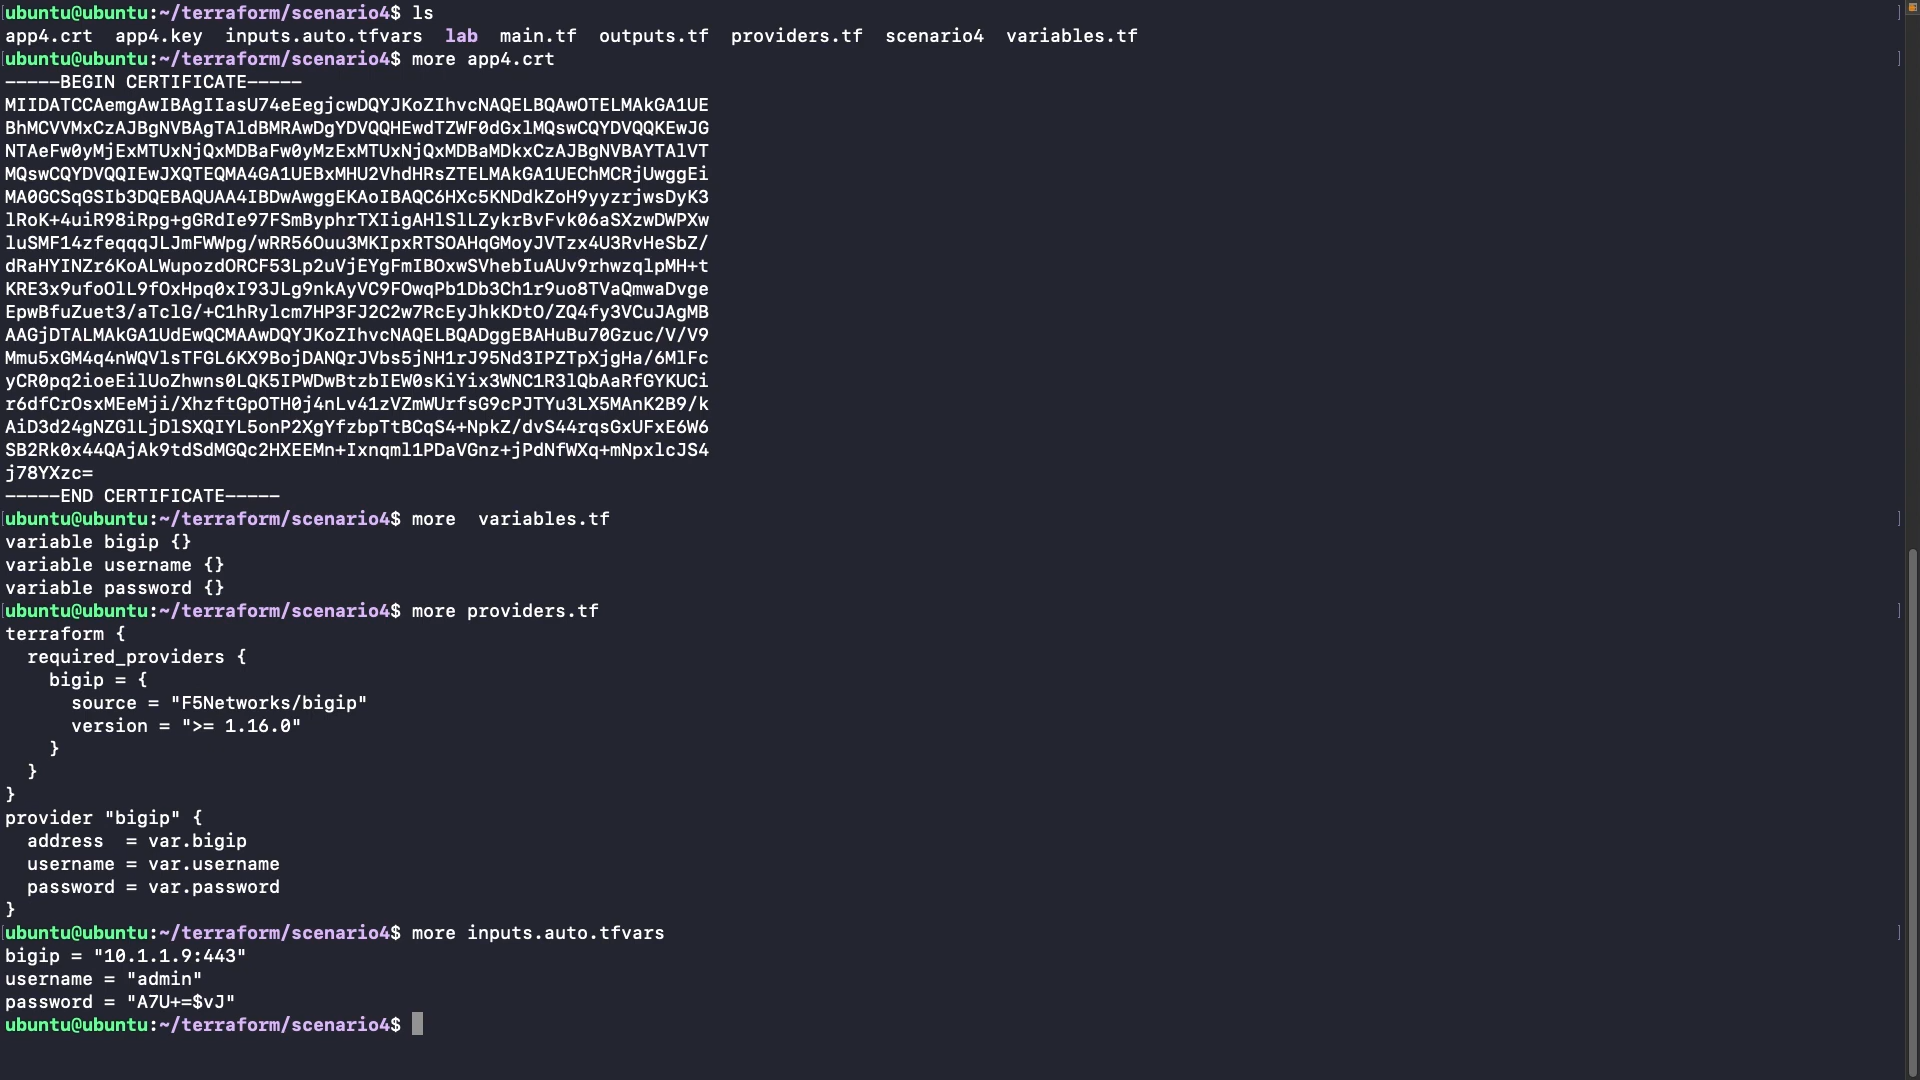 ubuntu@ubuntu:~/terraform/scenario4$ ls
app4.crt  app4.key  inputs.auto.tfvars  lab  main.tf  outputs.tf  providers.tf  scenario4  variables.tf
ubuntu@ubuntu:~/terraform/scenario4$ more app4.crt
-----BEGIN CERTIFICATE-----
MIIDATCCAemgAwIBAgIIasU74eEegjcwDQYJKoZIhvcNAQELBQAwOTELMAkGA1UE
BhMCVVMxCzAJBgNVBAgTAldBMRAwDgYDVQQHEwdTZWF0dGxlMQswCQYDVQQKEwJG
NTAeFw0yMjExMTUxNjQxMDBaFw0yMzExMTUxNjQxMDBaMDkxCzAJBgNVBAYTAlVT
MQswCQYDVQQIEwJXQTEQMA4GA1UEBxMHU2VhdHRsZTELMAkGA1UEChMCRjUwggEi
MA0GCSqGSIb3DQEBAQUAA4IBDwAwggEKAoIBAQC6HXc5KNDdkZoH9yyzrjwsDyK3
lRoK+4uiR98iRpg+gGRdIe97FSmByphrTXIigAHlSlLZykrBvFvk06aSXzwDWPXw
luSMF14zfeqqqJLJmFWWpg/wRR56Ouu3MKIpxRTSOAHqGMoyJVTzx4U3RvHeSbZ/
dRaHYINZr6KoALWupozdORCF53Lp2uVjEYgFmIBOxwSVhebIuAUv9rhwzqlpMH+t
KRE3x9ufoOlL9fOxHpq0xI93JLg9nkAyVC9FOwqPb1Db3Ch1r9uo8TVaQmwaDvge
EpwBfuZuet3/aTclG/+C1hRylcm7HP3FJ2C2w7RcEyJhkKDtO/ZQ4fy3VCuJAgMB
AAGjDTALMAkGA1UdEwQCMAAwDQYJKoZIhvcNAQELBQADggEBAHuBu70Gzuc/V/V9
Mmu5xGM4q4nWQVlsTFGL6KX9BojDANQrJVbs5jNH1rJ95Nd3IPZTpXjgHa/6MlFc
yCR0pq2ioeEilUoZhwns0LQK5IPWDwBtzbIEW0sKiYix3WNC1R3lQbAaRfGYKUCi
r6dfCrOsxMEeMji/XhzftGpOTH0j4nLv41zVZmWUrfsG9cPJTYu3LX5MAnK2B9/k
AiD3d24gNZGlLjDlSXQIYL5onP2XgYfzbpTtBCqS4+NpkZ/dvS44rqsGxUFxE6W6
SB2Rk0x44QAjAk9tdSdMGQc2HXEEMn+Ixnqml1PDaVGnz+jPdNfWXq+mNpxlcJS4
j78YXzc=
-----END CERTIFICATE-----
ubuntu@ubuntu:~/terraform/scenario4$ more  variables.tf
variable bigip {}
variable username {}
variable password {}
ubuntu@ubuntu:~/terraform/scenario4$ more providers.tf
terraform {
  required_providers {
    bigip = {
      source = "F5Networks/bigip"
      version = ">= 1.16.0"
    }
  }
}
provider "bigip" {
  address  = var.bigip
  username = var.username
  password = var.password
}
ubuntu@ubuntu:~/terraform/scenario4$ more inputs.auto.tfvars
bigip = "10.1.1.9:443"
username = "admin"
password = "A7U+=$vJ"
ubuntu@ubuntu:~/terraform/scenario4$